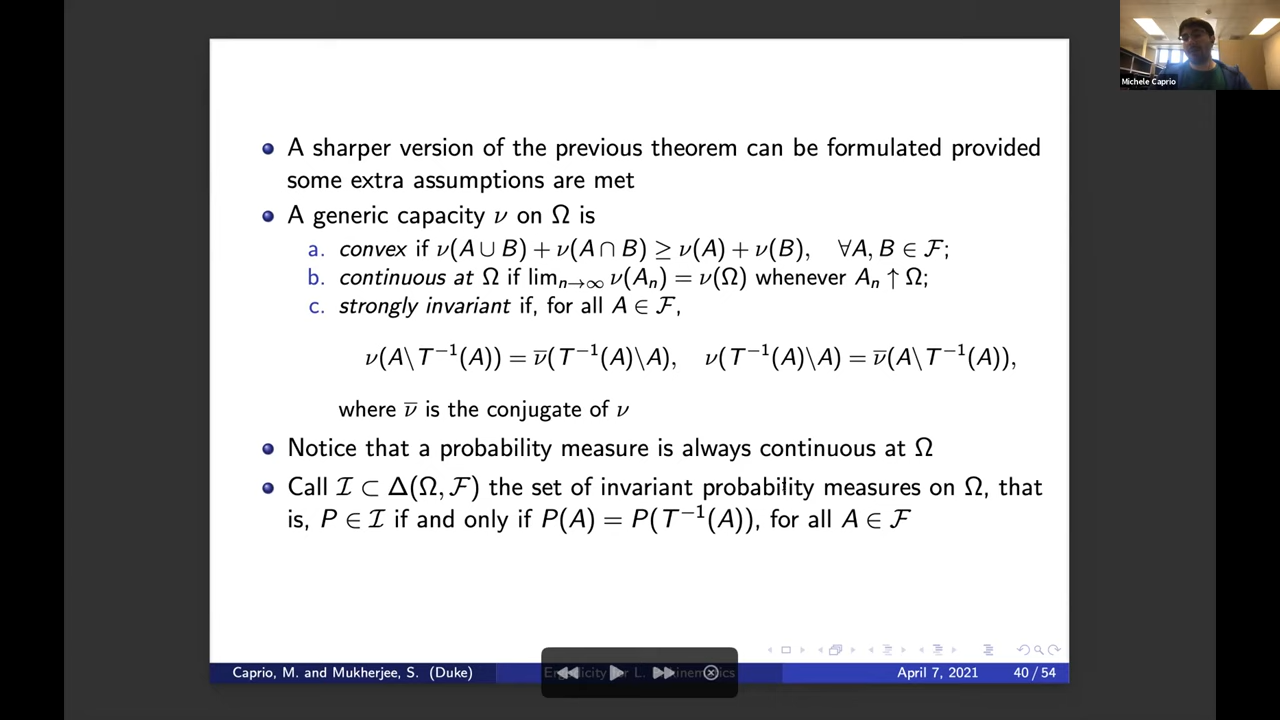 Michele Caprio
A sharper version of the previous theorem can be formulated provided
some extra assumptions are met
A generic capacity ν on Ω is
a. convex if ν(A ∪ B) + ν(A ∩ B) ≥ ν(A) + ν(B), ∀A, B ∈ ℱ;
b. continuous at Ω if limₙ→∞ ν(Aₙ) = ν(Ω) whenever Aₙ ↑ Ω;
c. strongly invariant if, for all A ∈ ℱ,
ν(A\T⁻¹(A)) = ν̅(T⁻¹(A)\A), ν(T⁻¹(A)\A) = ν̅(A\T⁻¹(A)),
where ν̅ is the conjugate of ν
Notice that a probability measure is always continuous at Ω
Call ℐ ⊂ Δ(Ω, ℱ) the set of invariant probability measures on Ω, that
is, P ∈ ℐ if and only if P(A) = P(T⁻¹(A)), for all A ∈ ℱ
Caprio, M. and Mukherjee, S. (Duke)
April 7, 2021
40 / 54